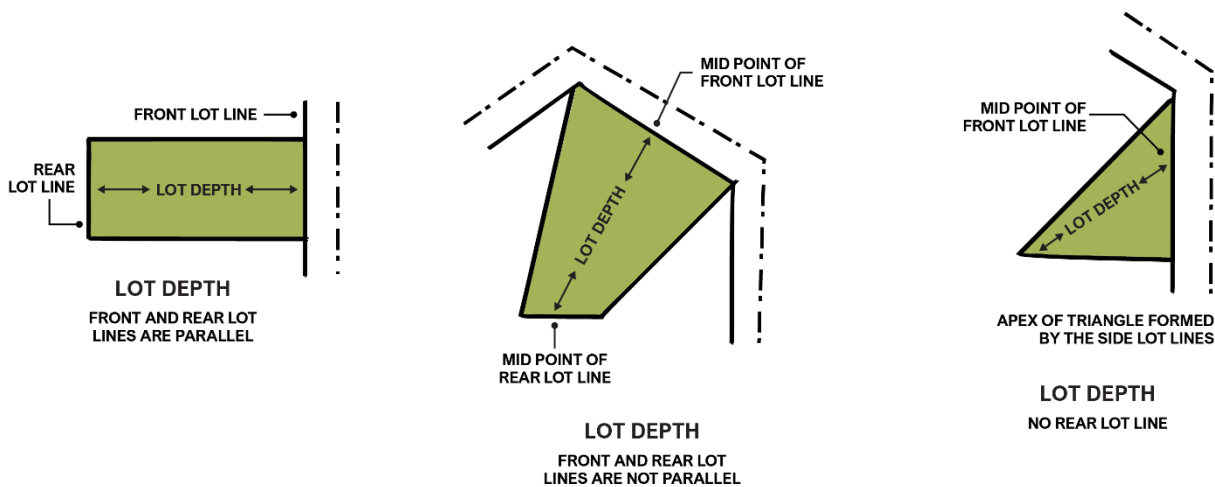 FRONT LOT LINE
REAR
LOT LINE
LOT DEPTH
LOT DEPTH
FRONT AND REAR LOT
LINES ARE PARALLEL
MID POINT OF
FRONT LOT LINE
LOT DEPTH
MID POINT OF
REAR LOT LINE
LOT DEPTH
FRONT AND REAR LOT
LINES ARE NOT PARALLEL
MID POINT OF
FRONT LOT LINE
LOT DEPTH
APEX OF TRIANGLE FORMED
BY THE SIDE LOT LINES
LOT DEPTH
NO REAR LOT LINE